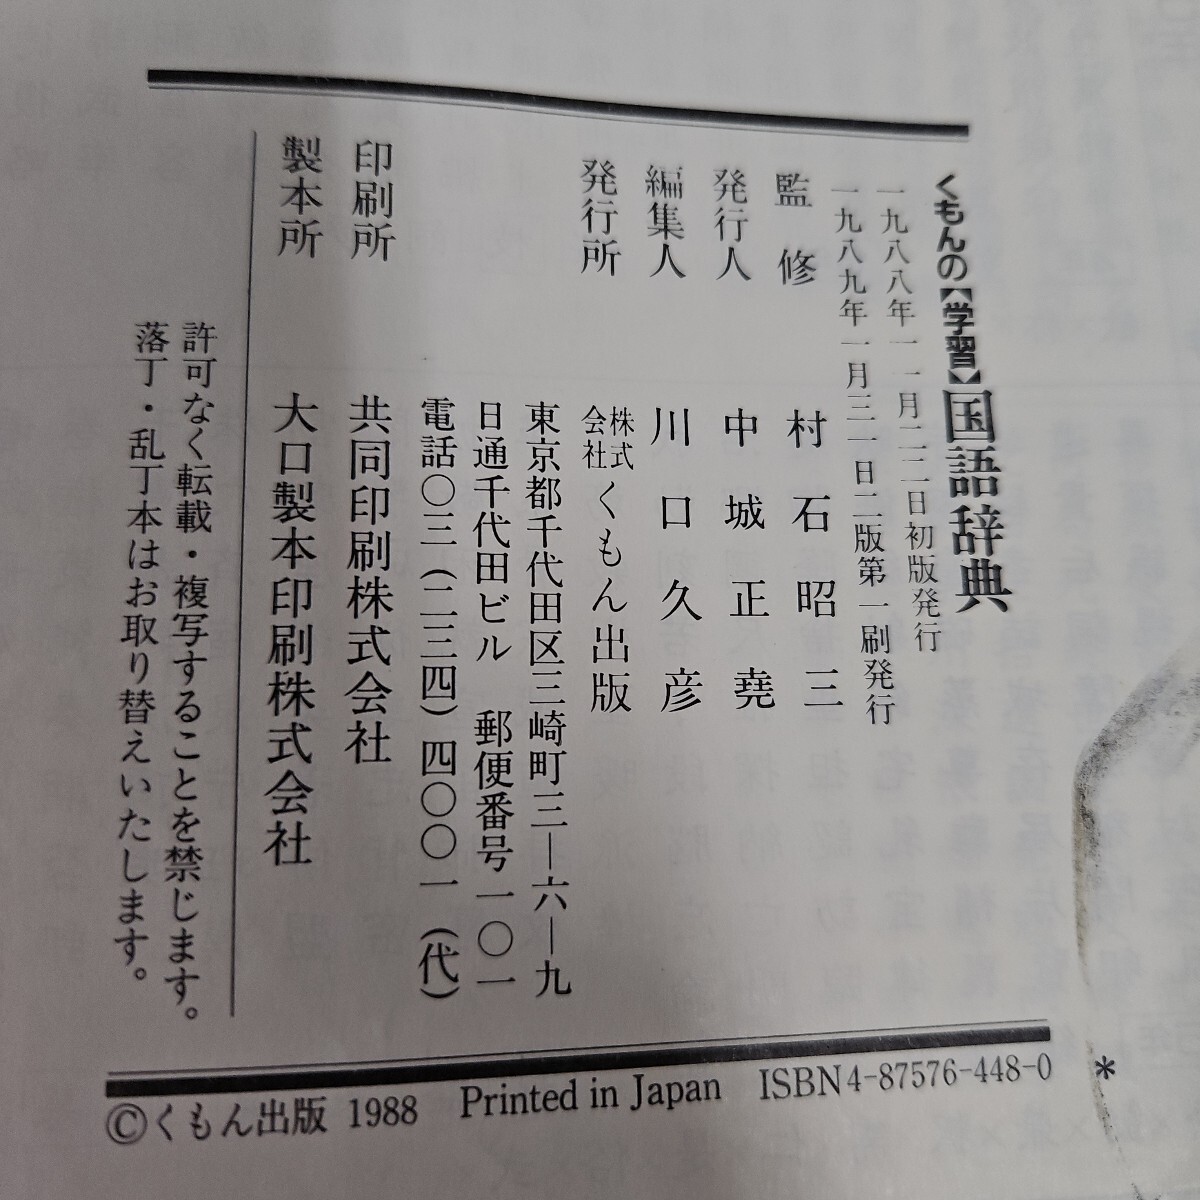 くもんの【学習】国語辞典
一九八八年一一月二二日初版発行
一九八九年一月三一日二版第一刷発行
監修 村石昭三
発行人 中城正堯
編集人 川口久彦
発行所 株式会社くもん出版
東京都千代田区三崎町三―六―九
日通千代田ビル 郵便番号一〇一
電話〇三(二三四)四〇〇一(代)
印刷所 共同印刷株式会社
製本所 大口製本印刷株式会社
許可なく転載・複写することを禁じます。
落丁・乱丁本はお取り替えいたします。
©くもん出版 1988 Printed in Japan ISBN4-87576-448-0 *